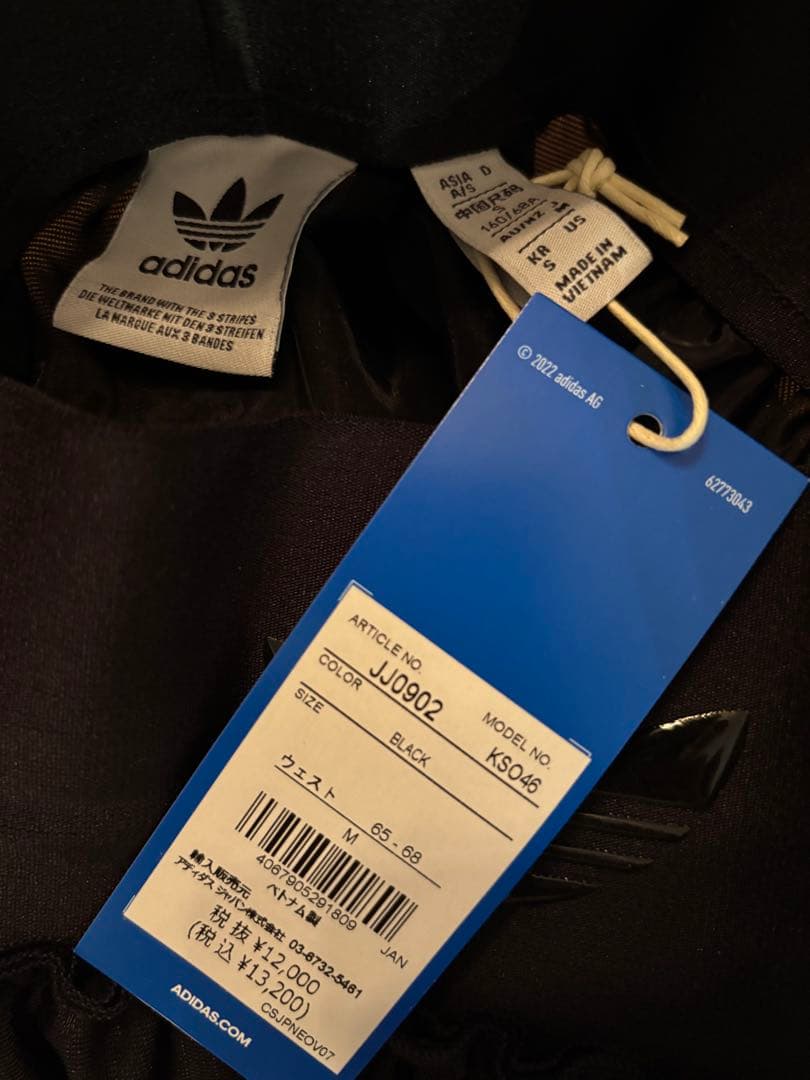 adidas
THE BRAND WITH THE 3 STRIPES
DIE WELTMARKE MIT DEN 3 STREIFEN
LA MARQUE AUX 3 BANDES
ASIA D
A/S
S
160/68A
KR US
S
MADE IN
VIETNAM
© 2022 adidas AG
62773043
ARTICLE NO.
JJ0902
MODEL NO.
KSO46
COLOR
BLACK
SIZE
ウェスト 65-68
M
4067905291809
JAN
輸入販売元 ベトナム製
アディダス ジャパン株式会社 03-6732-5461
税抜 ¥12,000
(税込 ¥13,200)
CSJPNEOV07
ADIDAS.COM